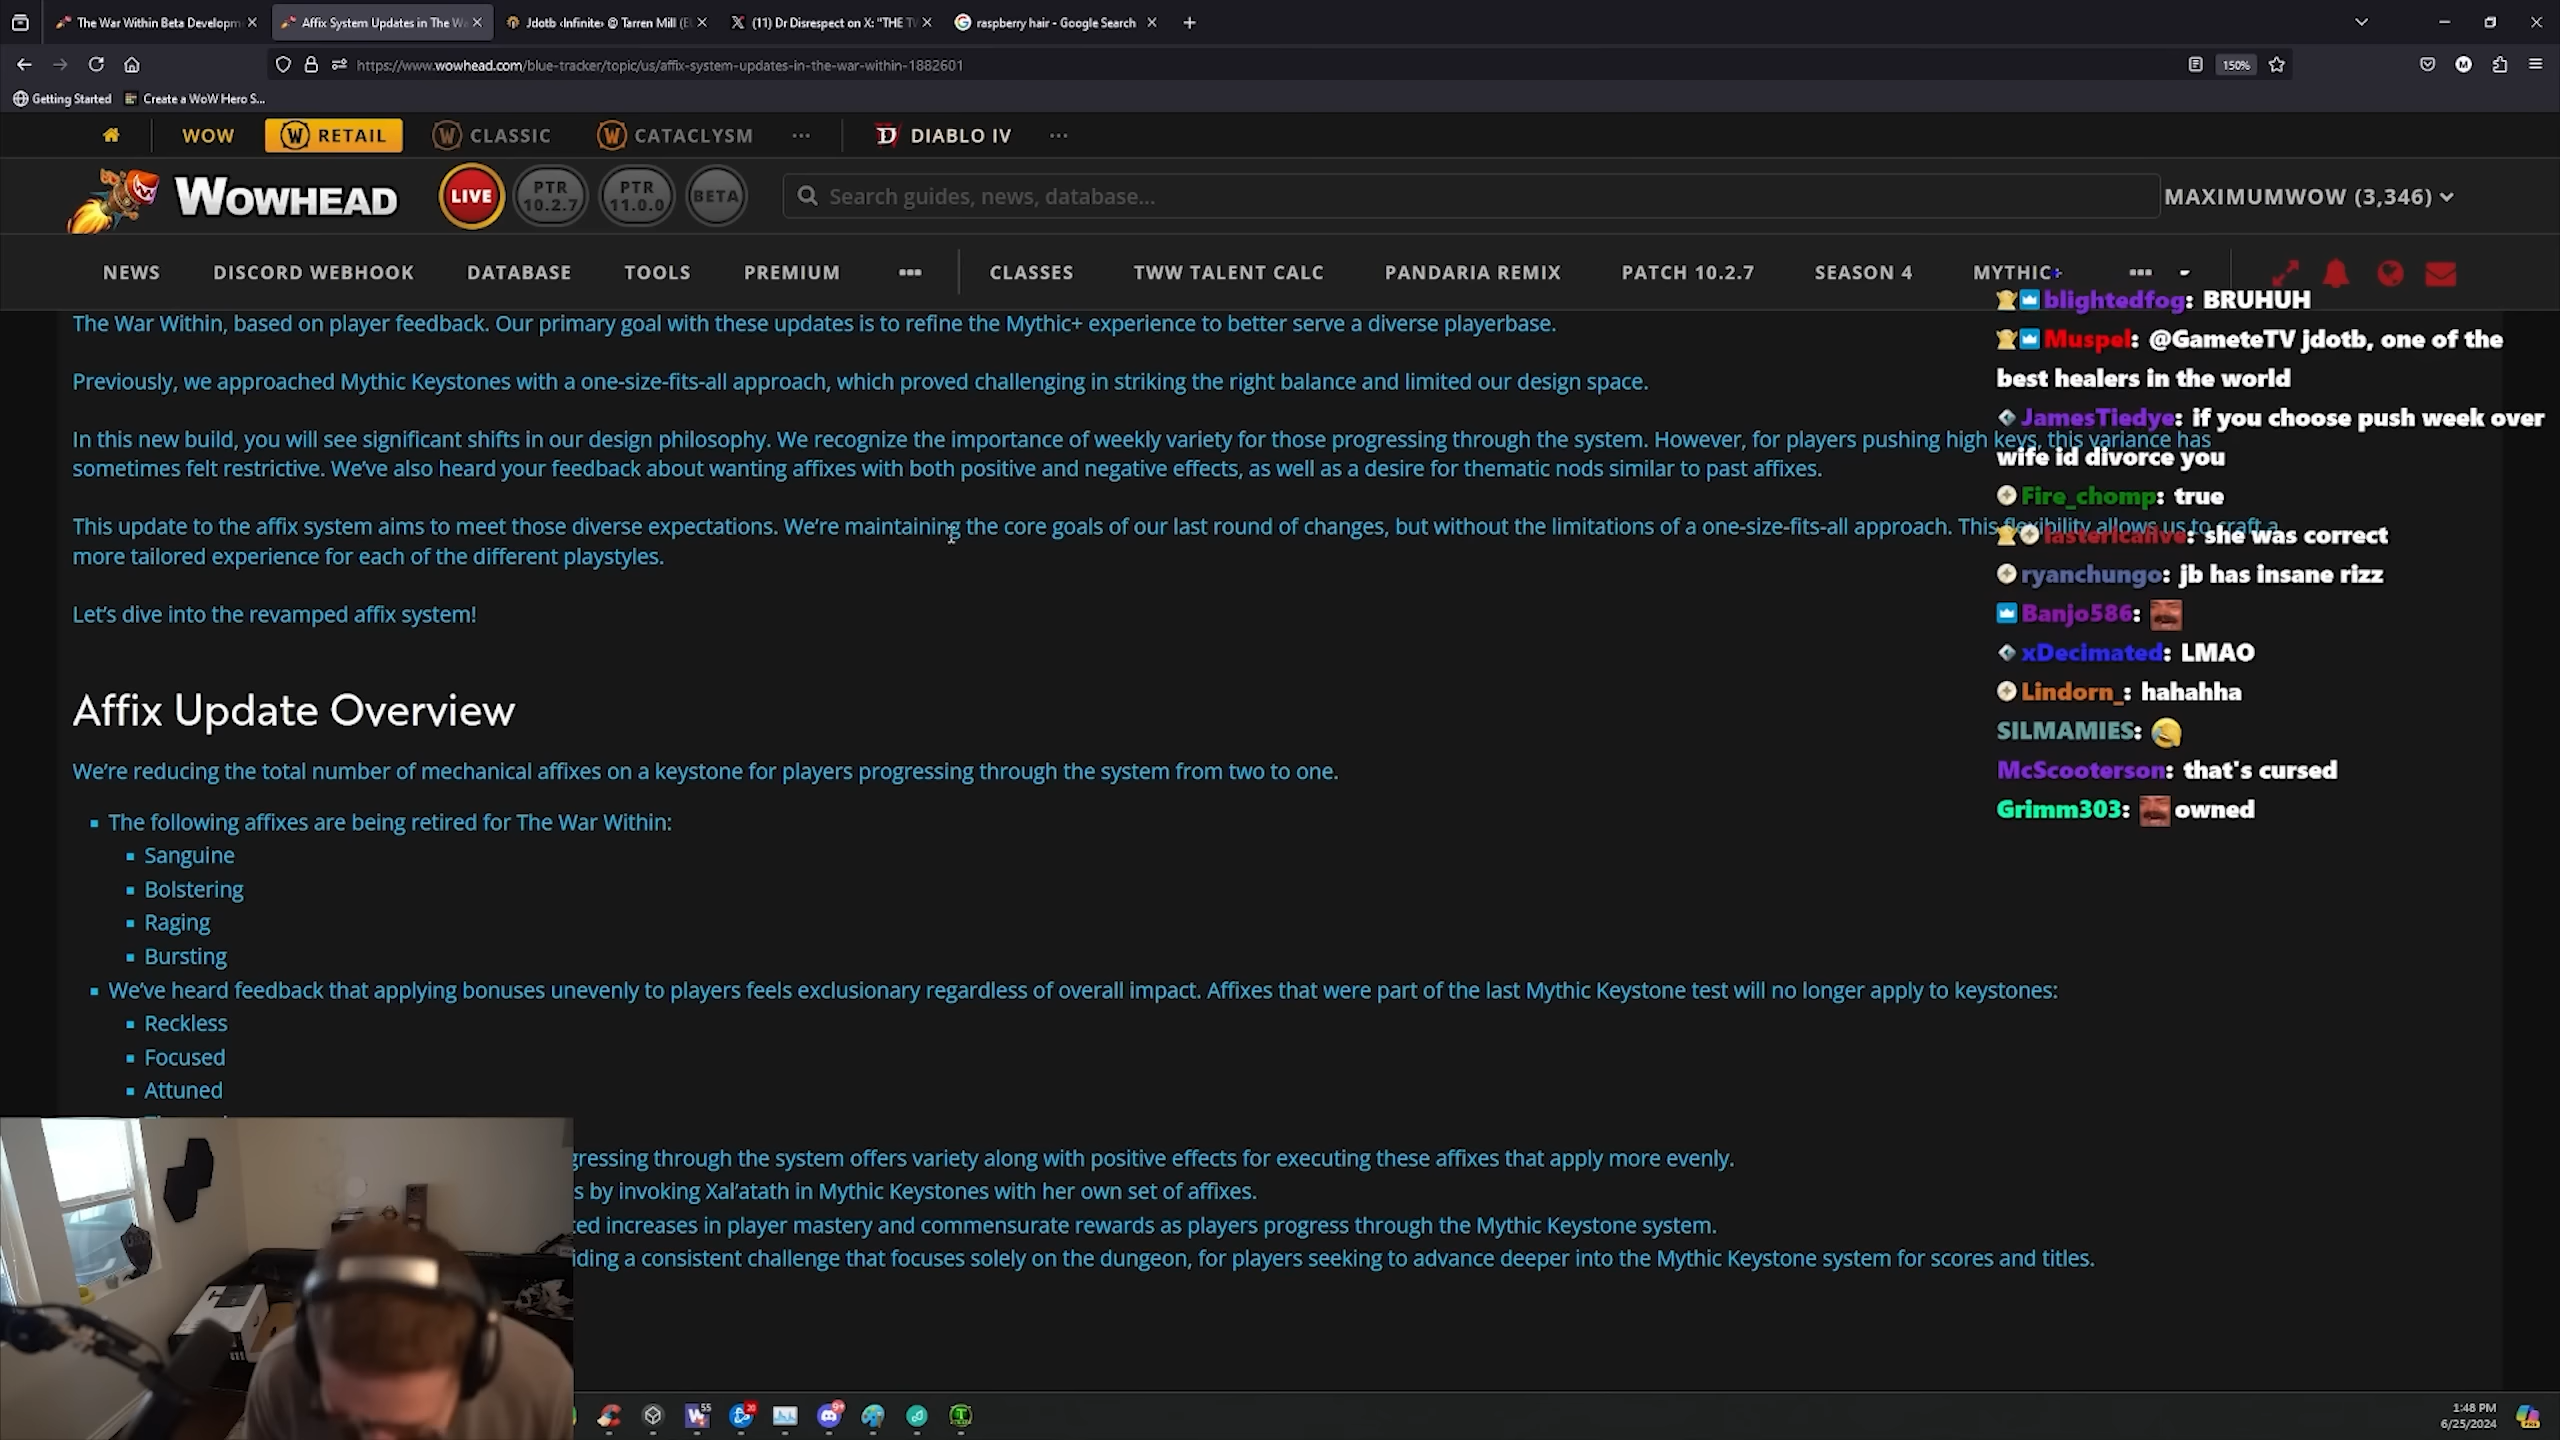 The War Within Beta Developm
Affix System Updates in The Wa
Jdotb ‹Infinite› @ Tarren Mill (E
(11) Dr Disrespect on X: "THE TV
raspberry hair - Google Search
https://www.wowhead.com/blue-tracker/topic/us/affix-system-updates-in-the-war-within-1882601
150%
Getting Started
Create a WoW Hero S...
WOW
RETAIL
CLASSIC
CATACLYSM
DIABLO IV
WOWHEAD
LIVE
PTR 10.2.7
PTR 11.0.0
BETA
Search guides, news, database...
MAXIMUMWOW (3,346)
NEWS
DISCORD WEBHOOK
DATABASE
TOOLS
PREMIUM
CLASSES
TWW TALENT CALC
PANDARIA REMIX
PATCH 10.2.7
SEASON 4
MYTHIC+
The War Within, based on player feedback. Our primary goal with these updates is to refine the Mythic+ experience to better serve a diverse playerbase.
Previously, we approached Mythic Keystones with a one-size-fits-all approach, which proved challenging in striking the right balance and limited our design space.
In this new build, you will see significant shifts in our design philosophy. We recognize the importance of weekly variety for those progressing through the system. However, for players pushing high keys, this variance has
sometimes felt restrictive. We've also heard your feedback about wanting affixes with both positive and negative effects, as well as a desire for thematic nods similar to past affixes.
This update to the affix system aims to meet those diverse expectations. We're maintaining the core goals of our last round of changes, but without the limitations of a one-size-fits-all approach. This flexibility allows us to craft a
more tailored experience for each of the different playstyles.
Let's dive into the revamped affix system!
Affix Update Overview
We're reducing the total number of mechanical affixes on a keystone for players progressing through the system from two to one.
The following affixes are being retired for The War Within:
Sanguine
Bolstering
Raging
Bursting
We've heard feedback that applying bonuses unevenly to players feels exclusionary regardless of overall impact. Affixes that were part of the last Mythic Keystone test will no longer apply to keystones:
Reckless
Focused
Attuned
gressing through the system offers variety along with positive effects for executing these affixes that apply more evenly.
s by invoking Xal'atath in Mythic Keystones with her own set of affixes.
ted increases in player mastery and commensurate rewards as players progress through the Mythic Keystone system.
iding a consistent challenge that focuses solely on the dungeon, for players seeking to advance deeper into the Mythic Keystone system for scores and titles.
blightedfog: BRUHUH
Muspel: @GameteTV jdotb, one of the
best healers in the world
JamesTiedye: if you choose push week over
wife id divorce you
Fire_chomp: true
lastericafive: she was correct
ryanchungo: jb has insane rizz
Banjo586:
xDecimated: LMAO
Lindorn_: hahahha
SILMAMIES:
McScooterson: that's cursed
Grimm303: owned
1:48 PM
6/25/2024